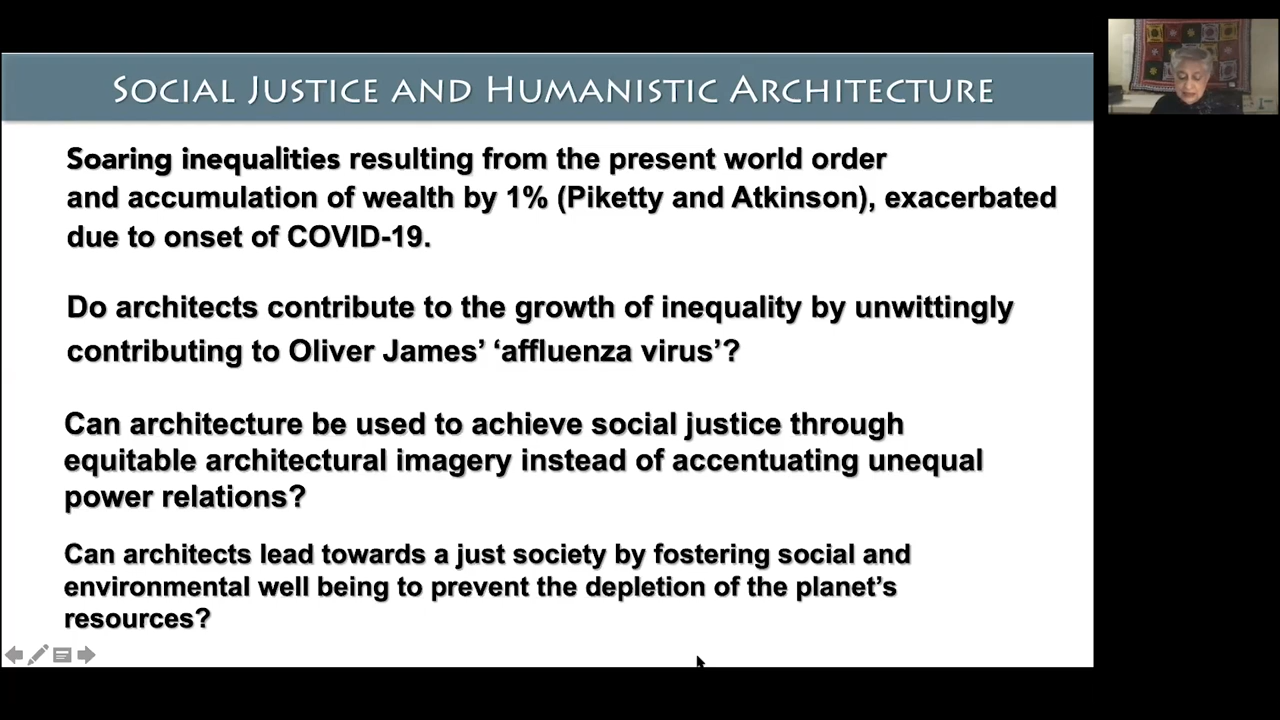 SOCIAL JUSTICE AND HUMANISTIC ARCHITECTURE
Soaring inequalities resulting from the present world order
and accumulation of wealth by 1% (Piketty and Atkinson), exacerbated
due to onset of COVID-19.
Do architects contribute to the growth of inequality by unwittingly
contributing to Oliver James’ ‘affluenza virus’?
Can architecture be used to achieve social justice through
equitable architectural imagery instead of accentuating unequal
power relations?
Can architects lead towards a just society by fostering social and
environmental well being to prevent the depletion of the planet’s
resources?